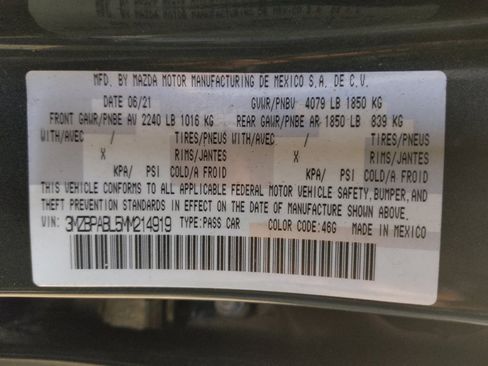 MFD. BY MAZDA MOTOR MANUFACTURING DE MEXICO S.A. DE C.V.
DATE 06/21 GVWR/PNBV 4079 LB 1850 KG
FRONT GAWR/PNBE AV 2240 LB 1016 KG REAR GAWR/PNBE AR 1850 LB 839 KG
WITH/AVEC / TIRES/PNEUS WITH/AVEC / TIRES/PNEUS
X RIMS/JANTES X RIMS/JANTES
KPA/ PSI COLD/A FROID KPA/ PSI COLD/A FROID
THIS VEHICLE CONFORMS TO ALL APPLICABLE FEDERAL MOTOR VEHICLE SAFETY, BUMPER, AND
THEFT PREVENTION STANDARDS IN EFFECT ON THE DATE OF MANUFACTURE SHOWN ABOVE.
VIN: 3MZBPABL5MM214919 TYPE:PASS CAR COLOR CODE:46G MADE IN MEXICO